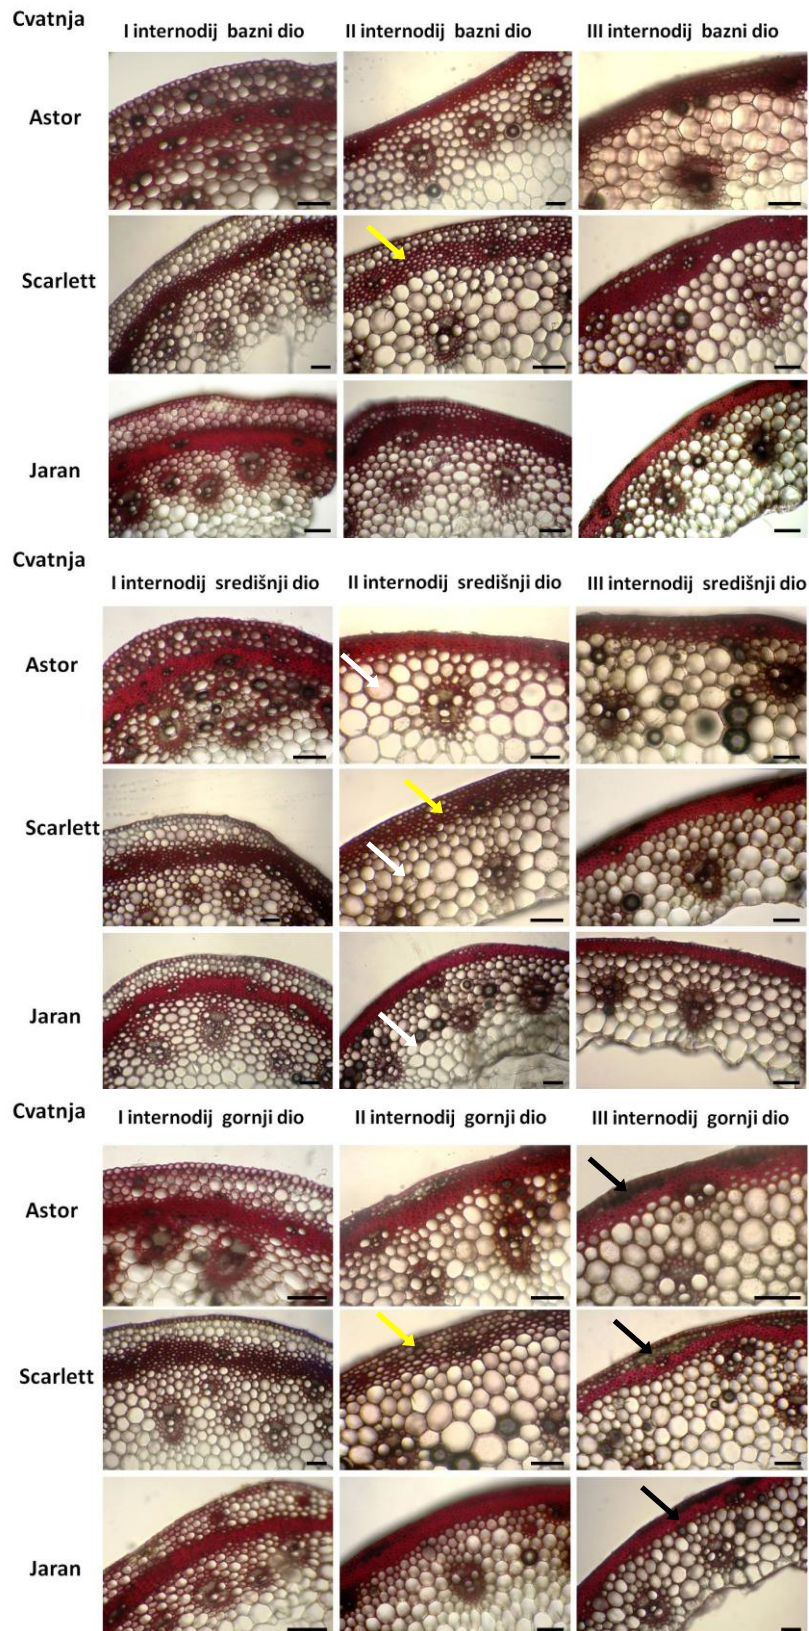 Cvatnja
I internodij bazni dio II internodij bazni dio III internodij bazni dio
Astor
Scarlett
Jaran
Cvatnja
I internodij središnji dio II internodij središnji dio III internodij središnji dio
Astor
Scarlett
Jaran
Cvatnja
I internodij gornji dio II internodij gornji dio III internodij gornji dio
Astor
Scarlett
Jaran